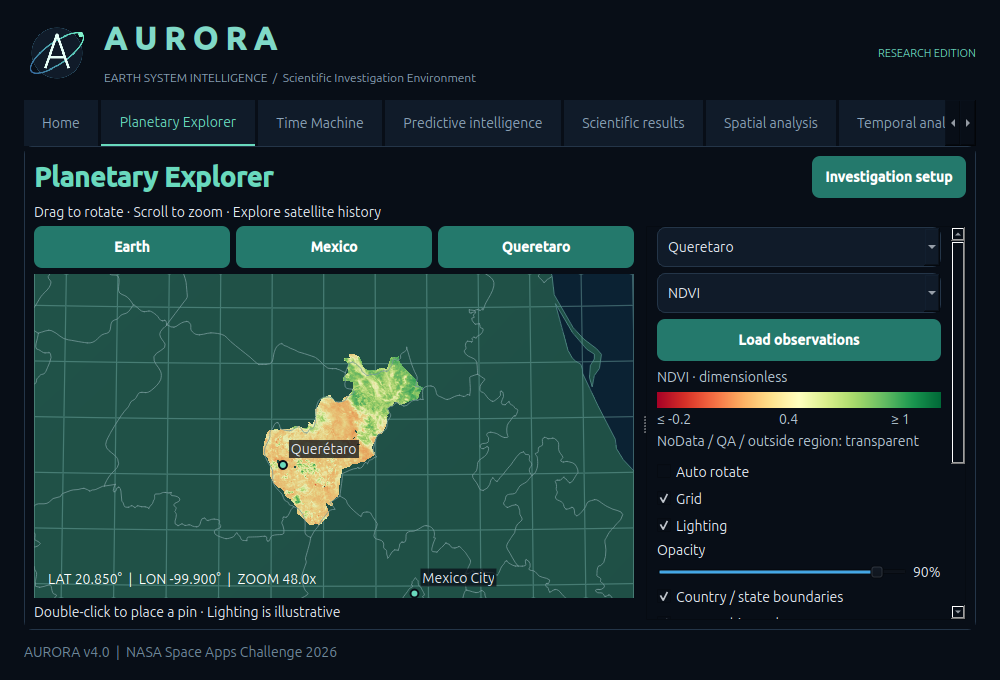 A
AURORA
EARTH SYSTEM INTELLIGENCE / Scientific Investigation Environment
RESEARCH EDITION
Home
Planetary Explorer
Time Machine
Predictive intelligence
Scientific results
Spatial analysis
Temporal anal
Planetary Explorer
Investigation setup
Drag to rotate · Scroll to zoom · Explore satellite history
Earth
Mexico
Queretaro
Queretaro
NDVI
Load observations
NDVI · dimensionless
≤ -0.2 0.4 ≥ 1
NoData / QA / outside region: transparent
Auto rotate
✓ Grid
✓ Lighting
Opacity
90%
✓ Country / state boundaries
Querétaro
Mexico City
LAT 20.850° | LON -99.900° | ZOOM 48.0x
Double-click to place a pin · Lighting is illustrative
AURORA v4.0 | NASA Space Apps Challenge 2026